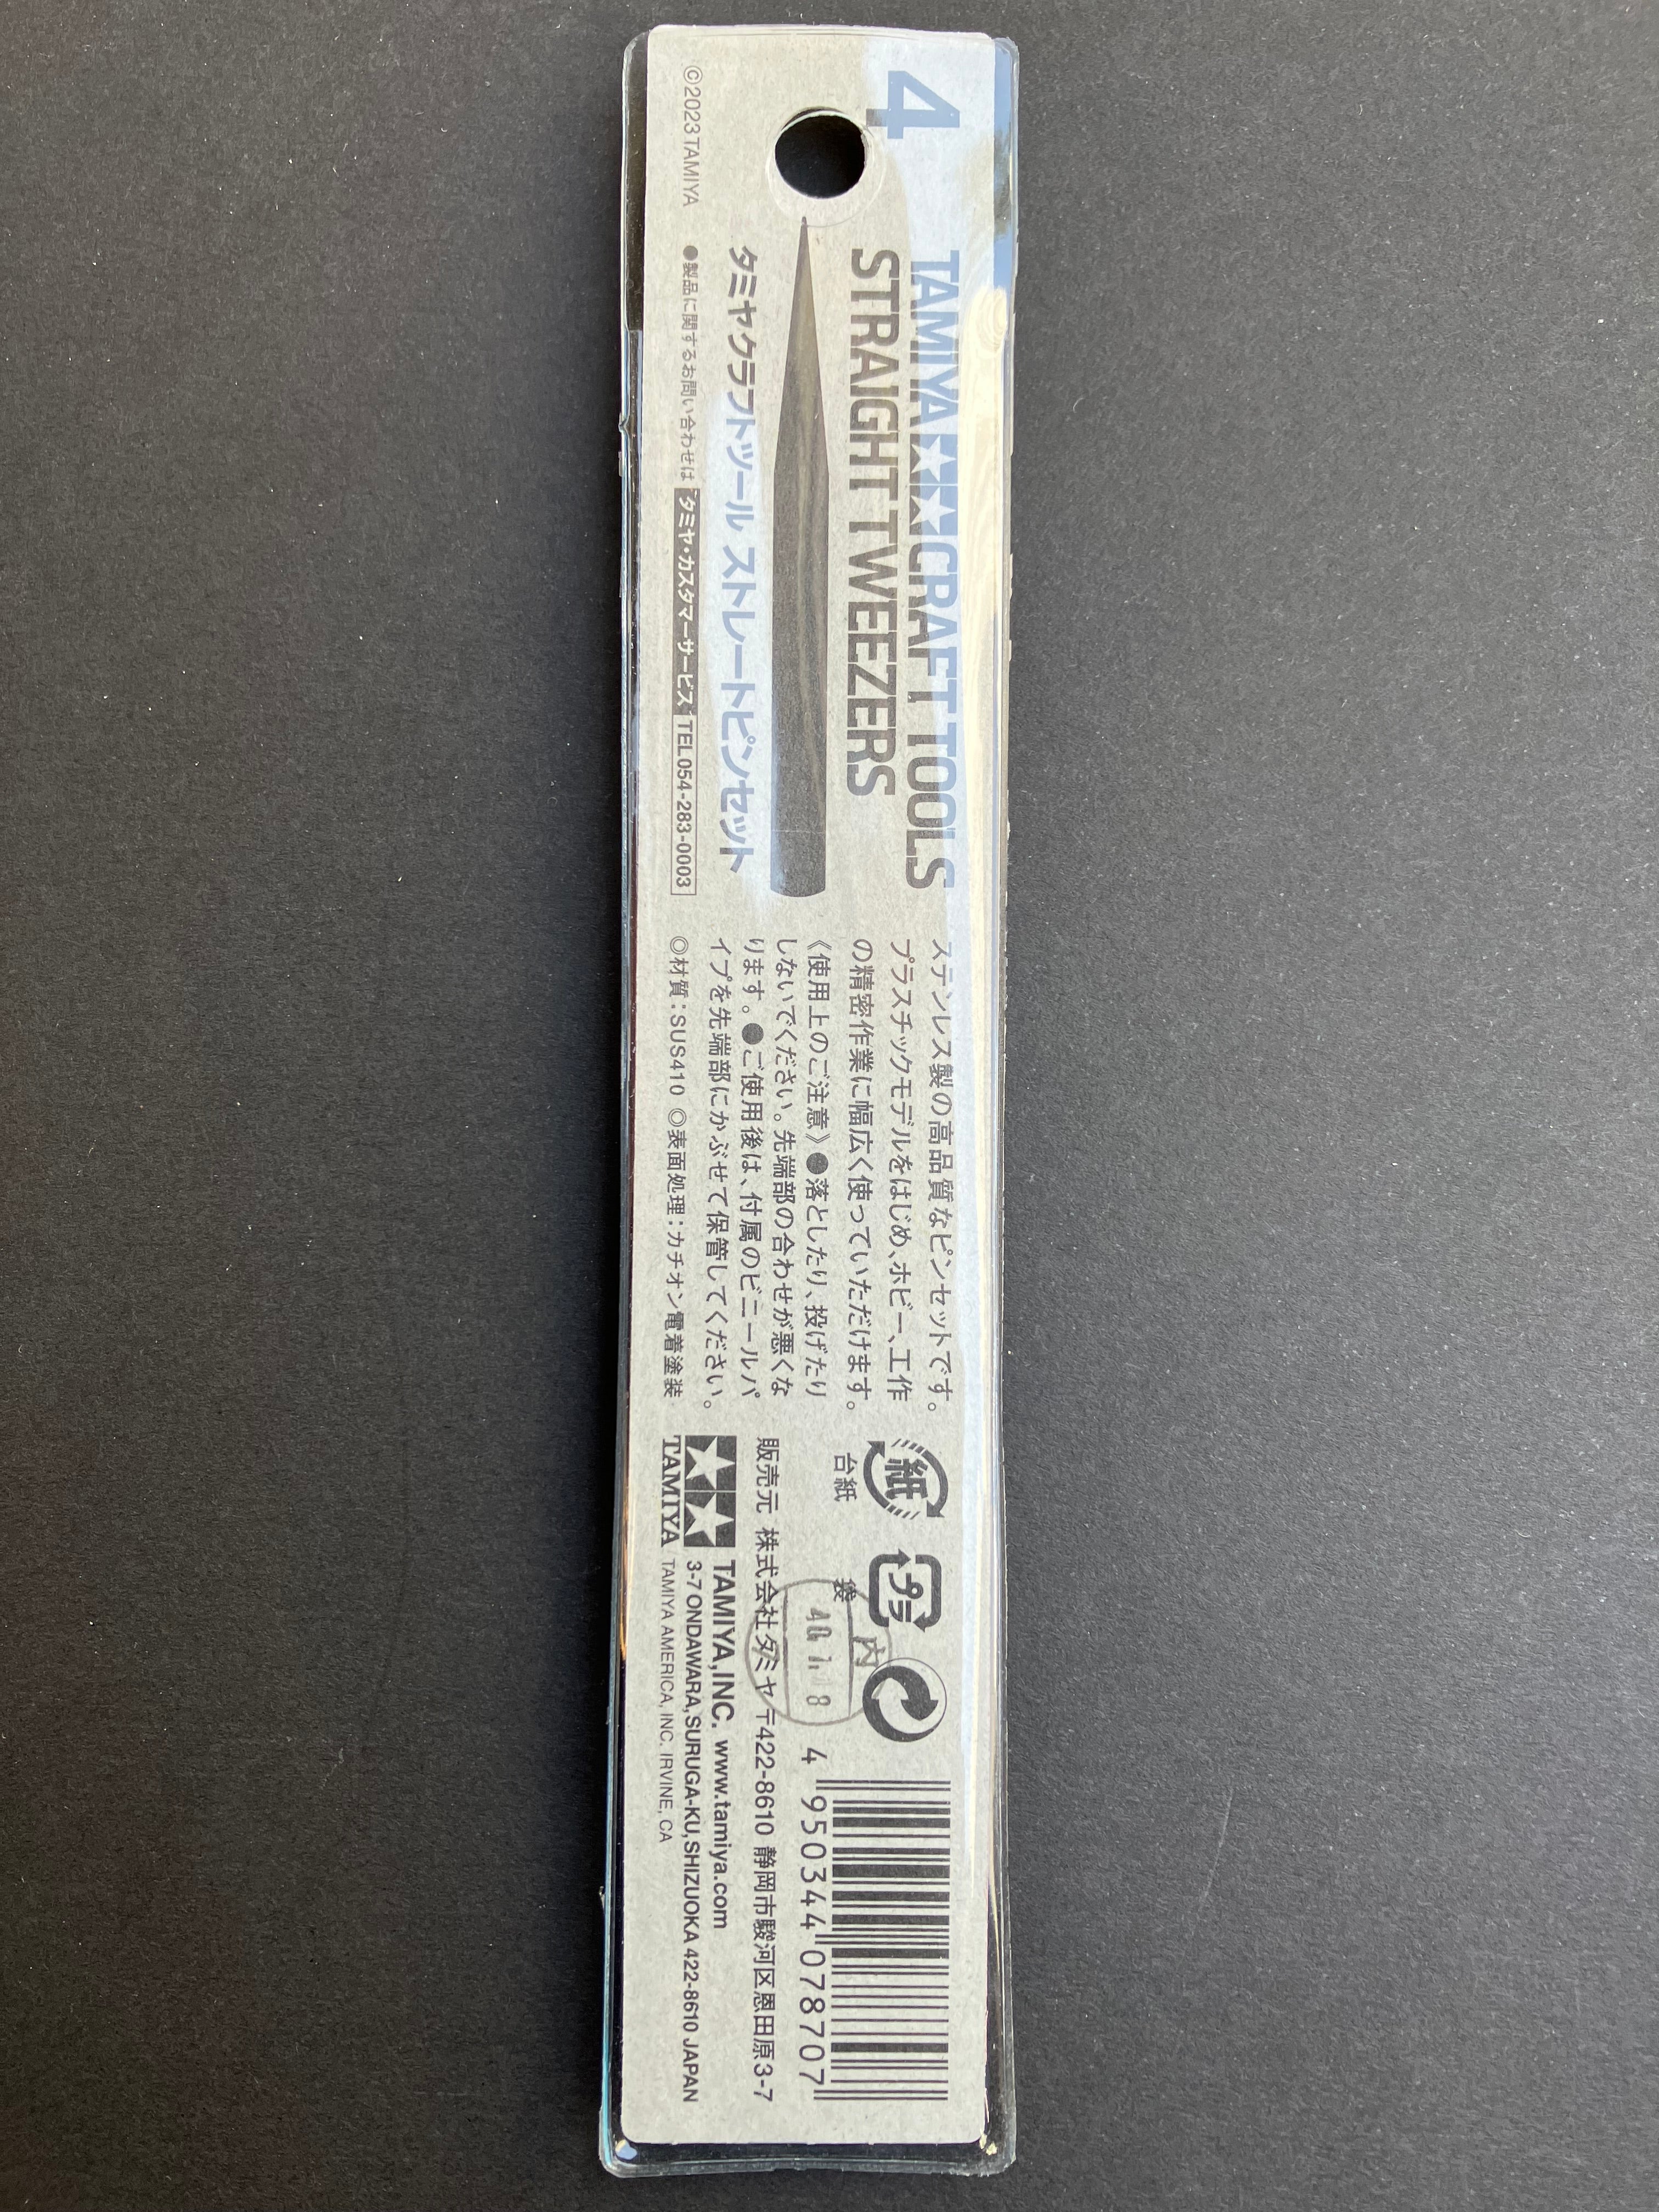 4
TAMIYA CRAFT TOOLS
STRAIGHT TWEEZERS
タミヤクラフトツール ストレートピンセット
©2023 TAMIYA
●製品に関するお問い合わせは タミヤ・カスタマーサービス TEL 054-283-0003
ステンレス製の高品質なピンセットです。
プラスチックモデルをはじめ、ホビー、工作
の精密作業に幅広く使っていただけます。
《使用上のご注意》●落としたり、投げたり
しないでください。先端部の合わせが悪くな
ります。●ご使用後は、付属のビニールパ
イプを先端部にかぶせて保管してください。
◎材質：SUS410 ◎表面処理：カチオン電着塗装
紙
台紙
プラ
袋
内
4 950344 078707
販売元 株式会社タミヤ 〒422-8610 静岡市駿河区恩田原3-7
TAMIYA
TAMIYA, INC. www.tamiya.com
3-7 ONDAWARA, SURUGA-KU, SHIZUOKA 422-8610 JAPAN
TAMIYA AMERICA, INC. IRVINE, CA